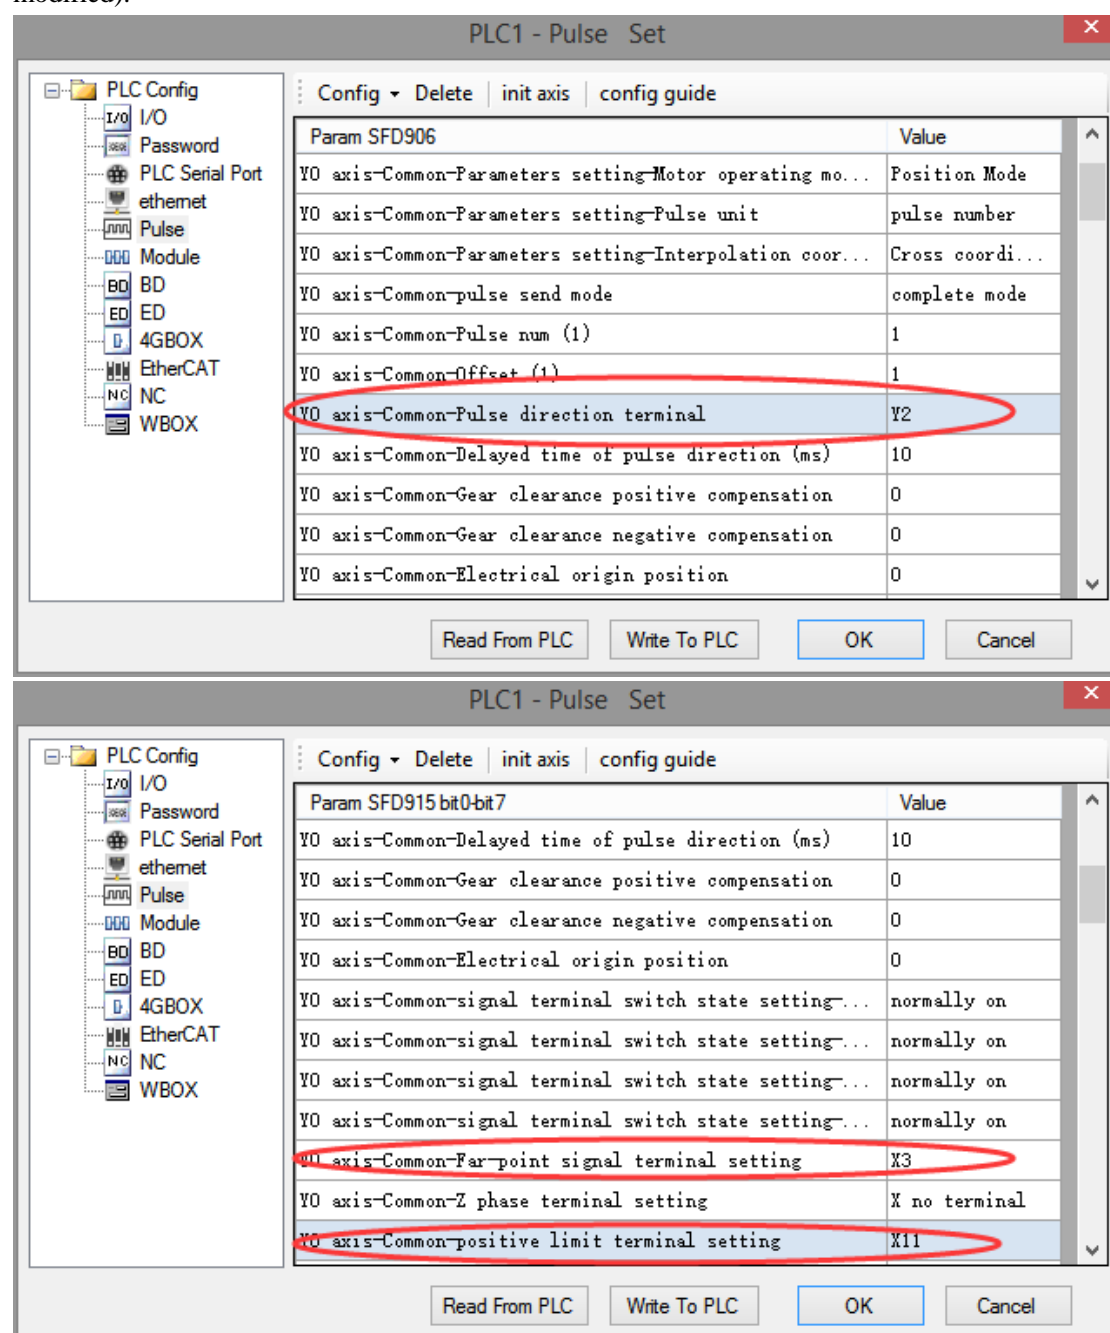 modified).
PLC1 - Pulse Set
PLC Config
I/O
Password
PLC Serial Port
ethernet
Pulse
Module
BD
ED
4GBOX
EtherCAT
NC
WBOX
Config Delete init axis config guide
Param SFD906 Value
Y0 axis-Common-Parameters setting-Motor operating mo... Position Mode
Y0 axis-Common-Parameters setting-Pulse unit pulse number
Y0 axis-Common-Parameters setting-Interpolation coor... Cross coordi...
Y0 axis-Common-pulse send mode complete mode
Y0 axis-Common-Pulse num (1) 1
Y0 axis-Common-Offset (1) 1
Y0 axis-Common-Pulse direction terminal Y2
Y0 axis-Common-Delayed time of pulse direction (ms) 10
Y0 axis-Common-Gear clearance positive compensation 0
Y0 axis-Common-Gear clearance negative compensation 0
Y0 axis-Common-Electrical origin position 0
Read From PLC Write To PLC OK Cancel
PLC1 - Pulse Set
PLC Config
I/O
Password
PLC Serial Port
ethernet
Pulse
Module
BD
ED
4GBOX
EtherCAT
NC
WBOX
Config Delete init axis config guide
Param SFD915 bit0-bit7 Value
Y0 axis-Common-Delayed time of pulse direction (ms) 10
Y0 axis-Common-Gear clearance positive compensation 0
Y0 axis-Common-Gear clearance negative compensation 0
Y0 axis-Common-Electrical origin position 0
Y0 axis-Common-signal terminal switch state setting-... normally on
Y0 axis-Common-signal terminal switch state setting-... normally on
Y0 axis-Common-signal terminal switch state setting-... normally on
Y0 axis-Common-signal terminal switch state setting-... normally on
Y0 axis-Common-Far-point signal terminal setting X3
Y0 axis-Common-Z phase terminal setting X no terminal
Y0 axis-Common-positive limit terminal setting X11
Read From PLC Write To PLC OK Cancel